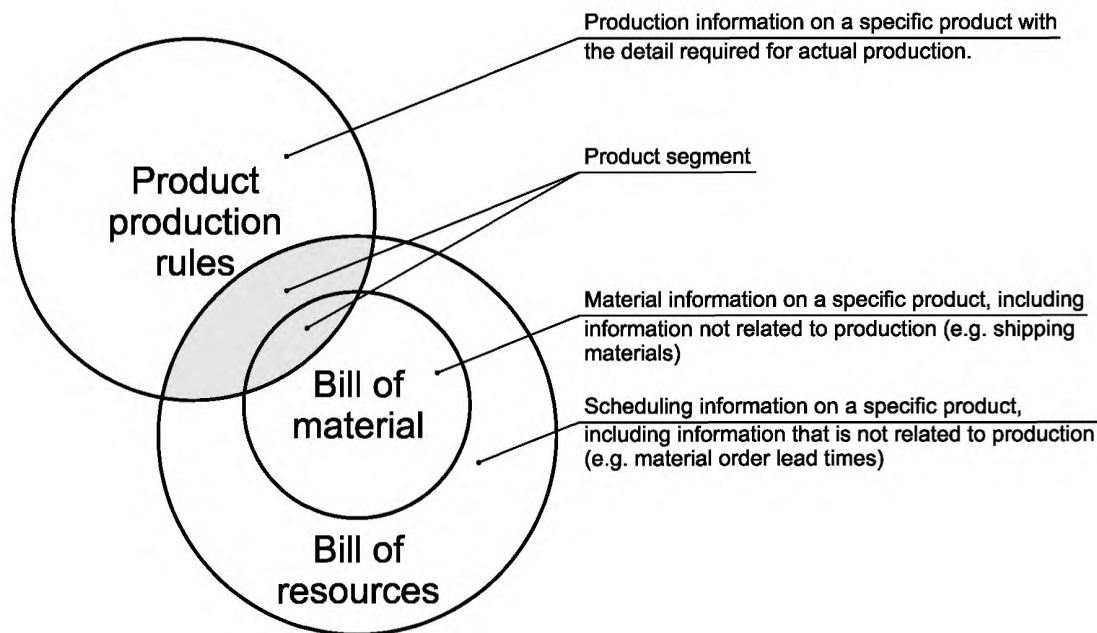 Production information on a specific product with
the detail required for actual production.
Product segment
Product
production
rules
Material information on a specific product, including
information not related to production (e.g. shipping
materials)
Bill of
material
Scheduling information on a specific product,
including information that is not related to production
(e.g. material order lead times)
Bill of
resources